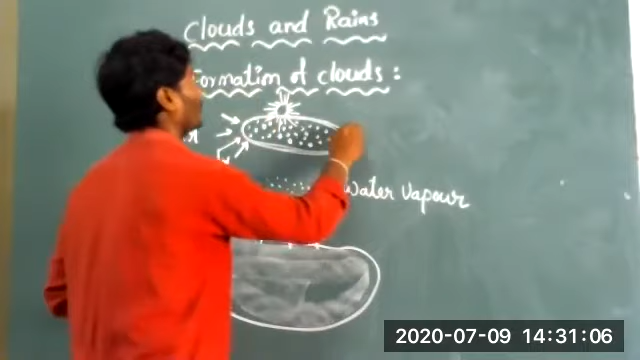 Clouds and Rains
Formation of clouds :
Water Vapour
2020-07-09 14:31:06